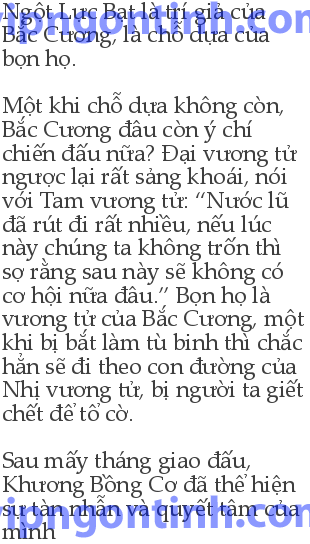 Ngột Lực Bạt là trí giả của
Bắc Cương, là chỗ dựa của
bọn họ.
Một khi chỗ dựa không còn,
Bắc Cương đâu còn ý chí
chiến đấu nữa? Đại vương tử
ngược lại rất sảng khoái, nói
với Tam vương tử: “Nước lũ
đã rút đi rất nhiều, nếu lúc
này chúng ta không trốn thì
sợ rằng sau này sẽ không có
cơ hội nữa đâu.” Bọn họ là
vương tử của Bắc Cương, một
khi bị bắt làm tù binh thì chắc
hẳn sẽ đi theo con đường của
Nhị vương tử, bị người ta giết
chết để tổ cờ.
Sau mấy tháng giao đấu,
Khương Bồng Cơ đã thể hiện
sự tàn nhẫn và quyết tâm của
mình